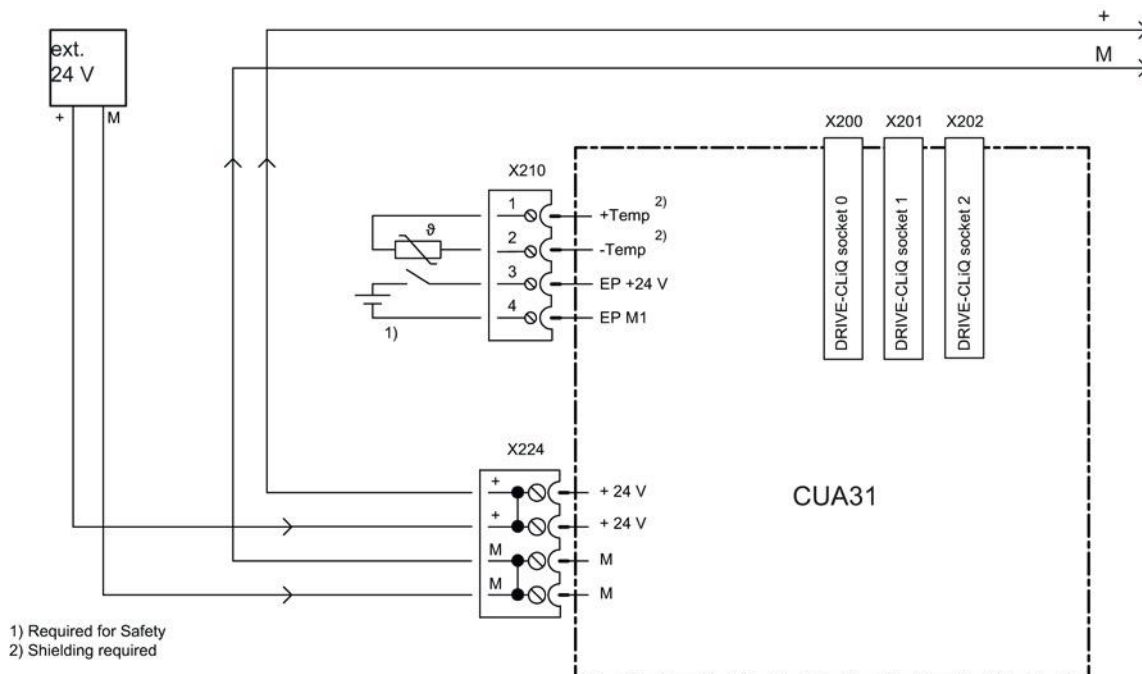 +
M
ext.
24 V
+ M
X200 X201 X202
DRIVE-CLiQ socket 0
DRIVE-CLiQ socket 1
DRIVE-CLiQ socket 2
X210
1 +Temp 2)
ϑ
2 -Temp 2)
3 EP +24 V
4 EP M1
1)
X224
+ + 24 V
+ + 24 V
M M
M M
CUA31
1) Required for Safety
2) Shielding required